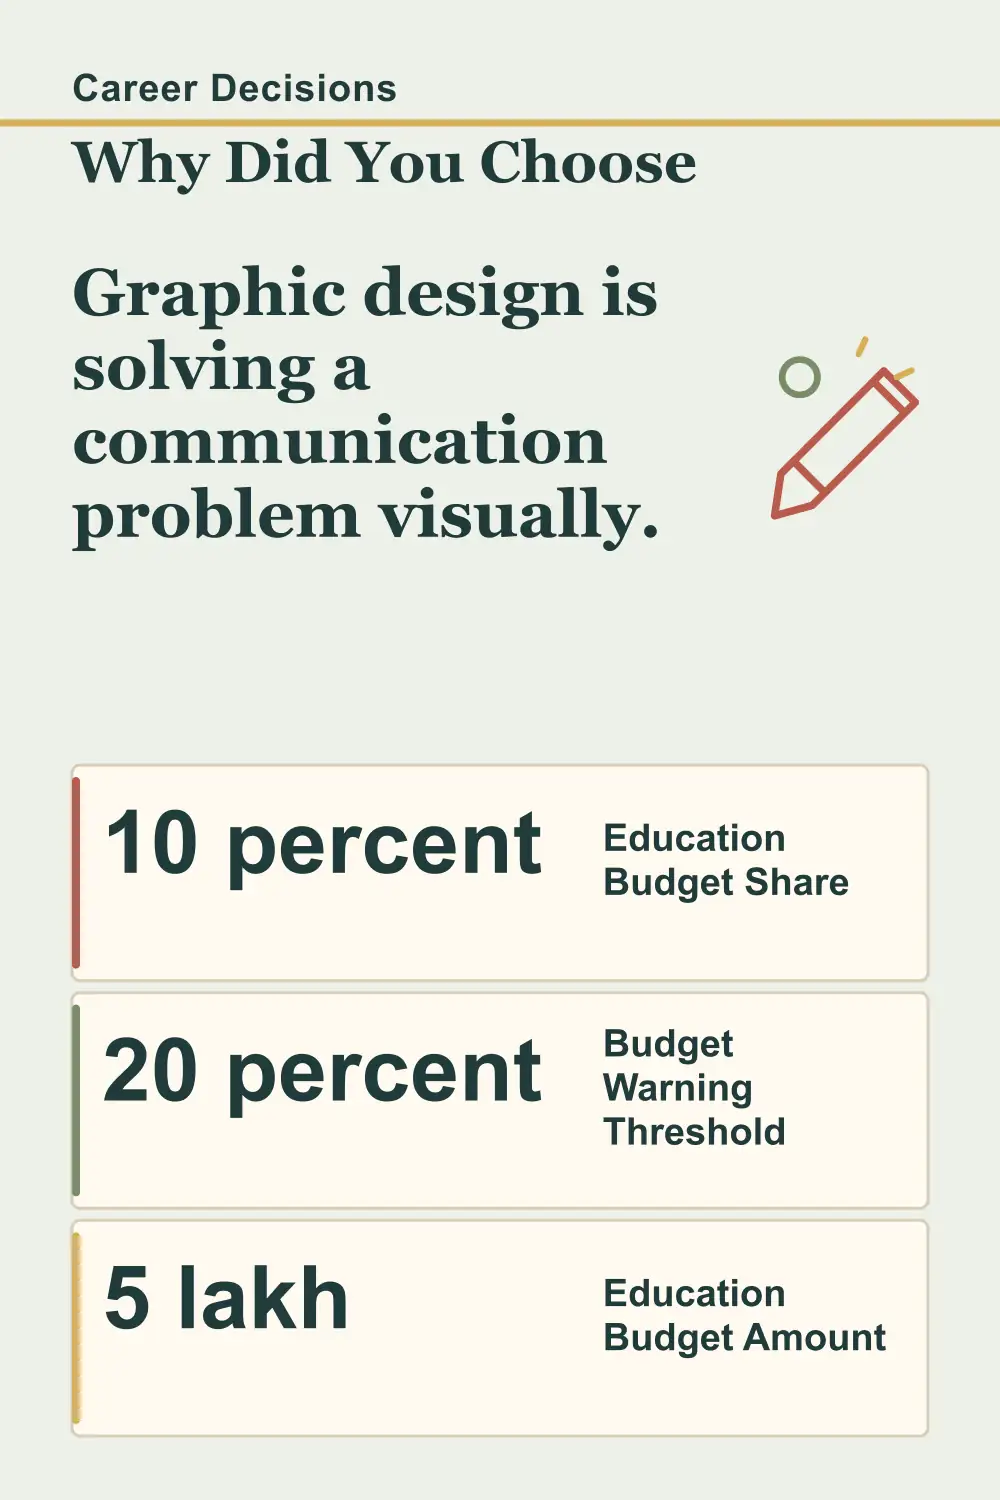 Career Decisions
Why Did You Choose
Graphic design is
solving a
communication
problem visually.
10 percent
Education
Budget Share
20 percent
Budget
Warning
Threshold
5 lakh
Education
Budget Amount